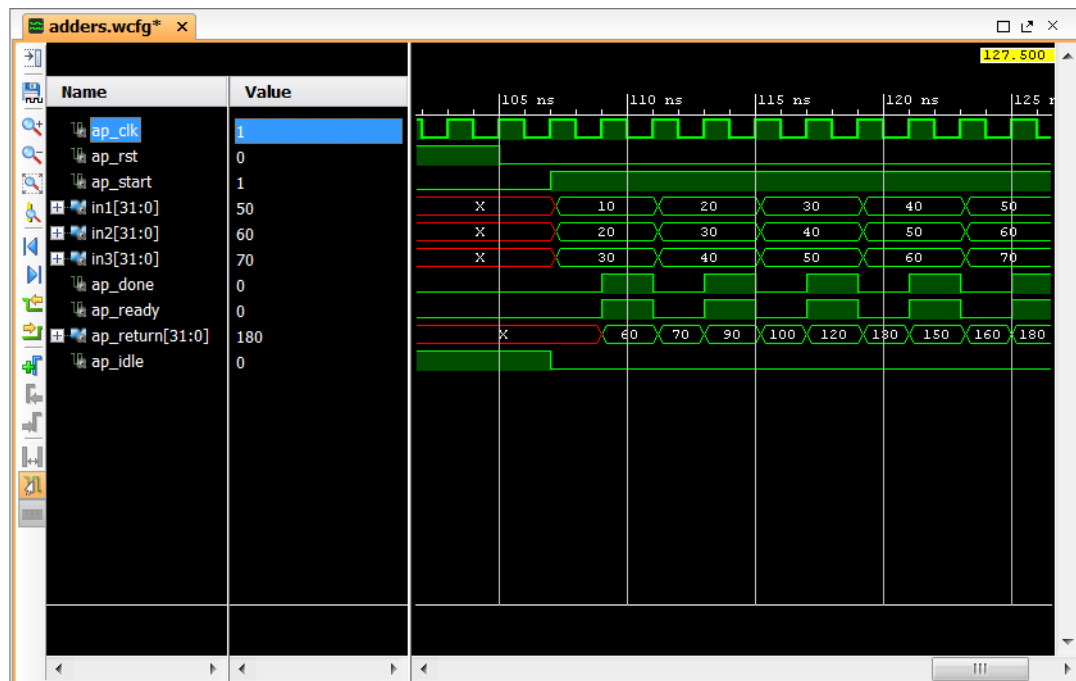 adders.wcfg*
127.500
Name Value
105 ns 110 ns 115 ns 120 ns 125 
ap_clk 1
ap_rst 0
ap_start 1
in1[31:0] 50 X 10 20 30 40 50
in2[31:0] 60 X 20 30 40 50 60
in3[31:0] 70 X 30 40 50 60 70
ap_done 0
ap_ready 0
ap_return[31:0] 180 X 60 70 90 100 120 130 150 160 180
ap_idle 0